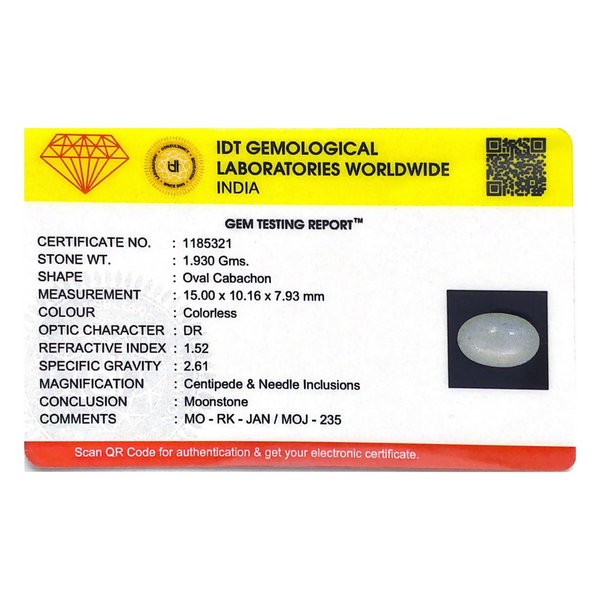 IDT GEMOLOGICAL
LABORATORIES WORLDWIDE
INDIA
GEM TESTING REPORT™
CERTIFICATE NO. : 1185321
STONE WT. : 1.930 Gms.
SHAPE : Oval Cabachon
MEASUREMENT : 15.00 x 10.16 x 7.93 mm
COLOUR : Colorless
OPTIC CHARACTER : DR
REFRACTIVE INDEX : 1.52
SPECIFIC GRAVITY : 2.61
MAGNIFICATION : Centipede & Needle Inclusions
CONCLUSION : Moonstone
COMMENTS : MO - RK - JAN / MOJ - 235
Scan QR Code for authentication & get your electronic certificate.